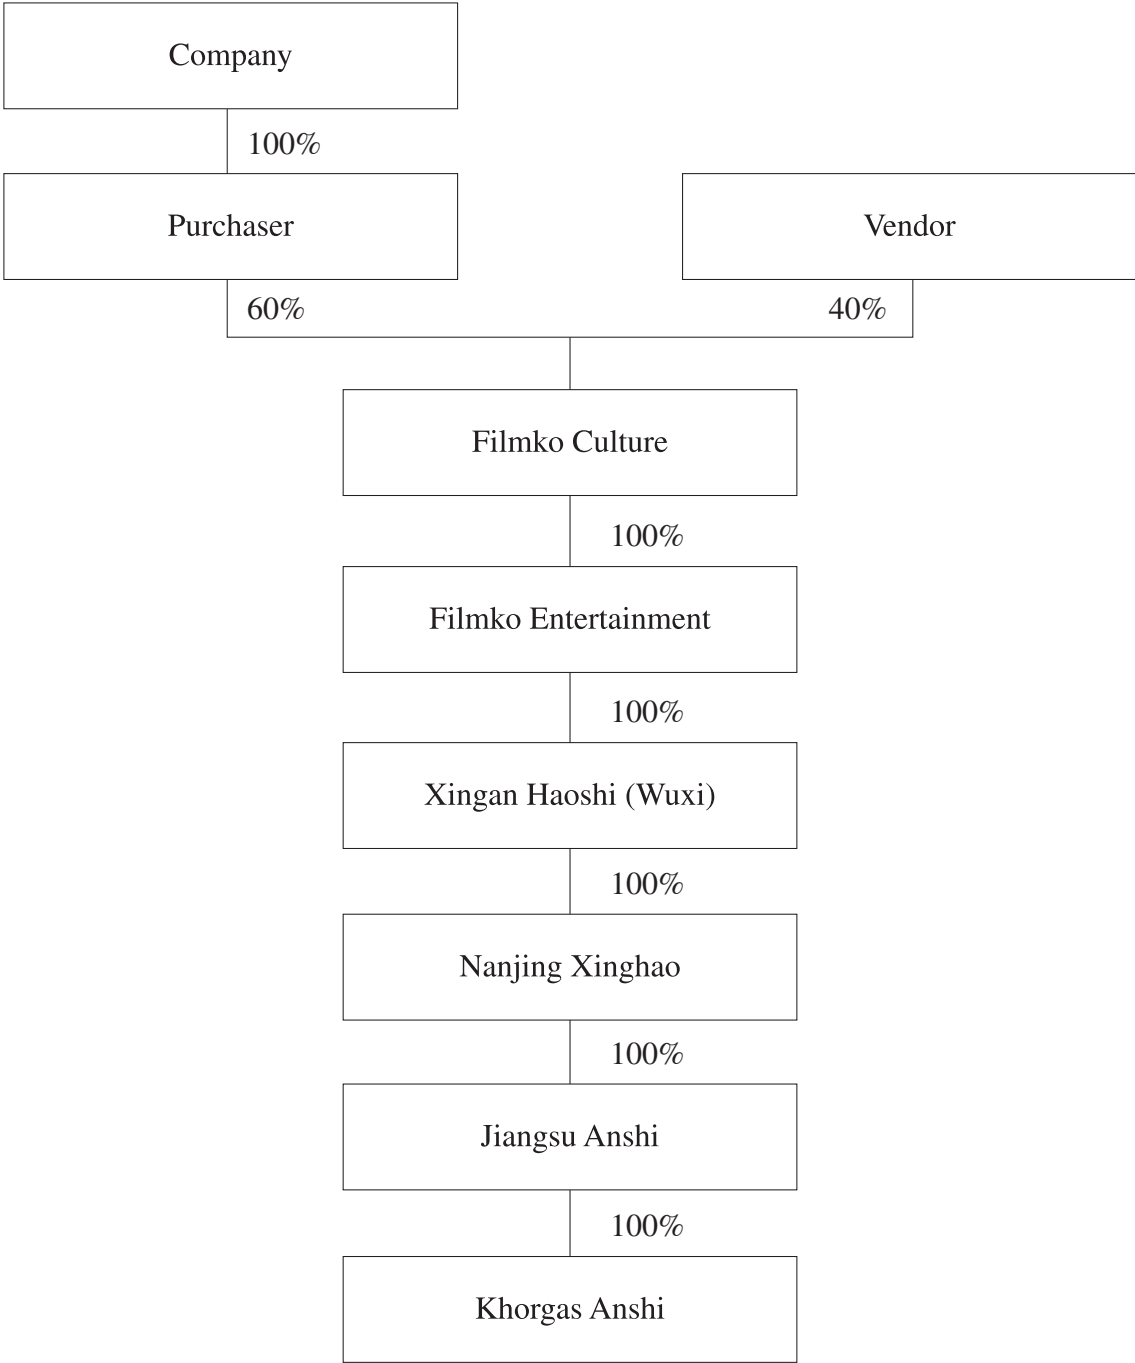 Company
100%
Purchaser
Vendor
60%
40%
Filmko Culture
100%
Filmko Entertainment
100%
Xingan Haoshi (Wuxi)
100%
Nanjing Xinghao
100%
Jiangsu Anshi
100%
Khorgas Anshi